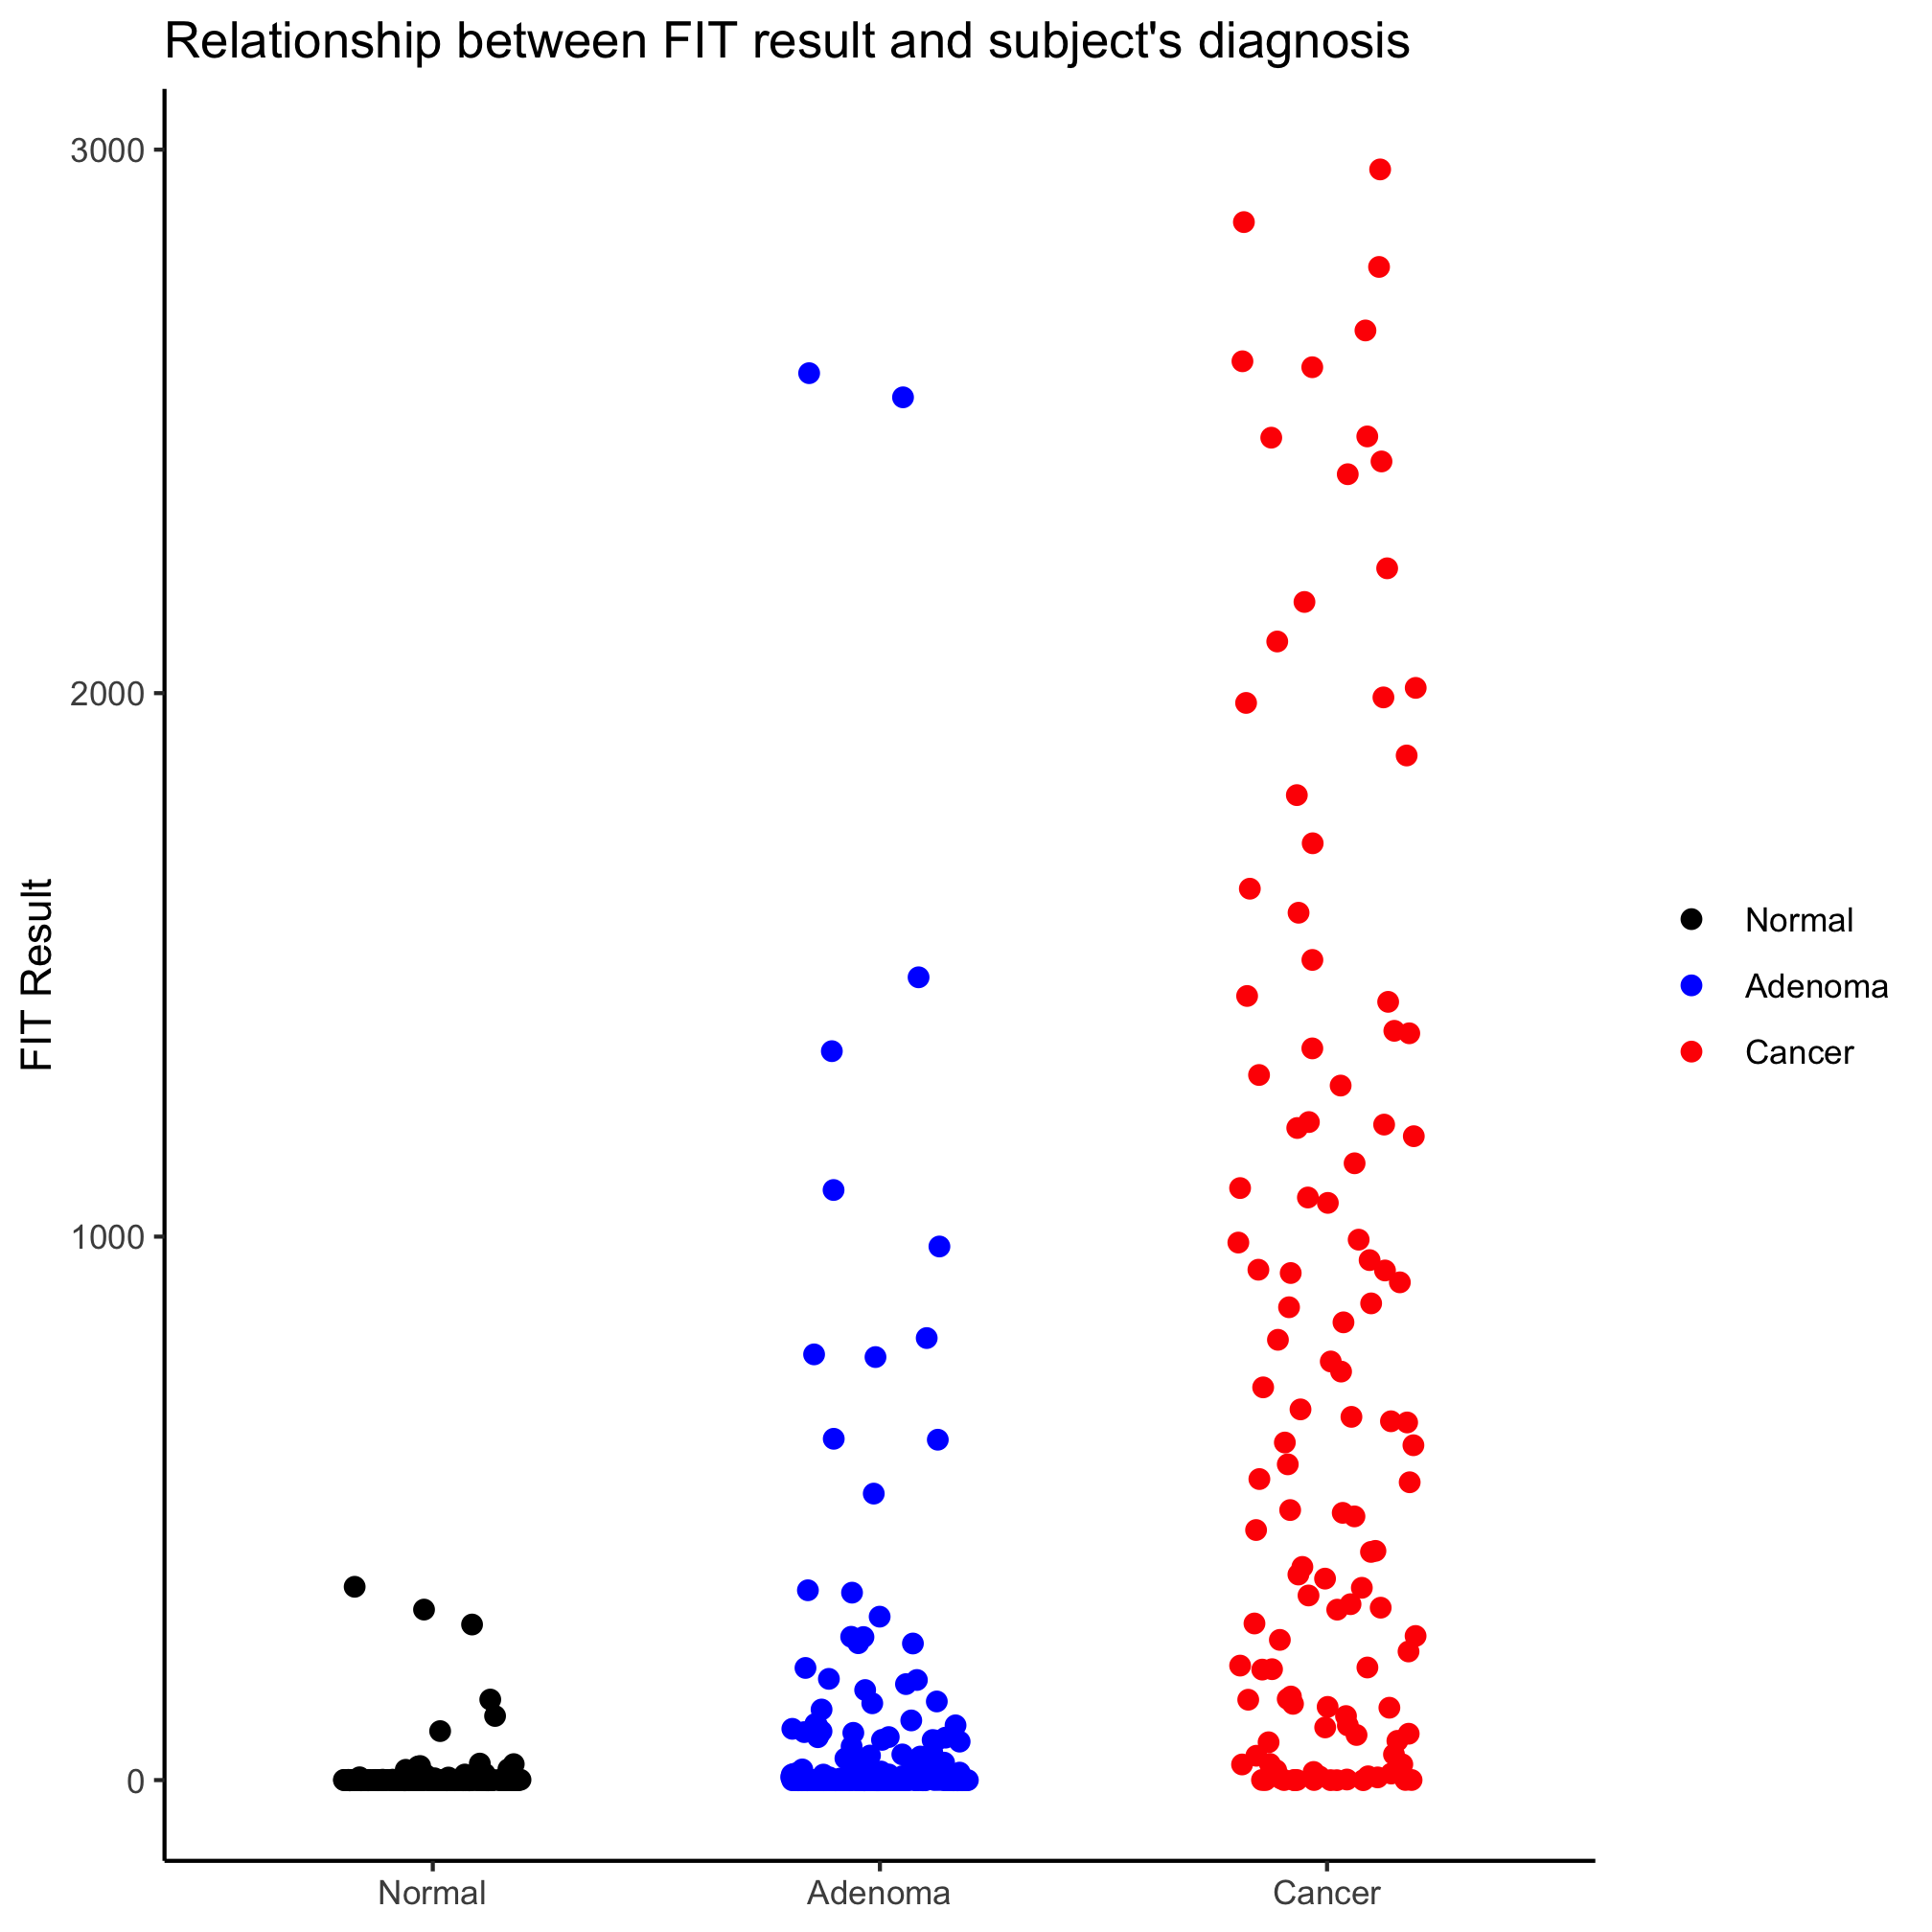 Relationship between FIT result and subject's diagnosis
3000
2000
1000
0
FIT Result
Normal
Adenoma
Cancer
Normal
Adenoma
Cancer